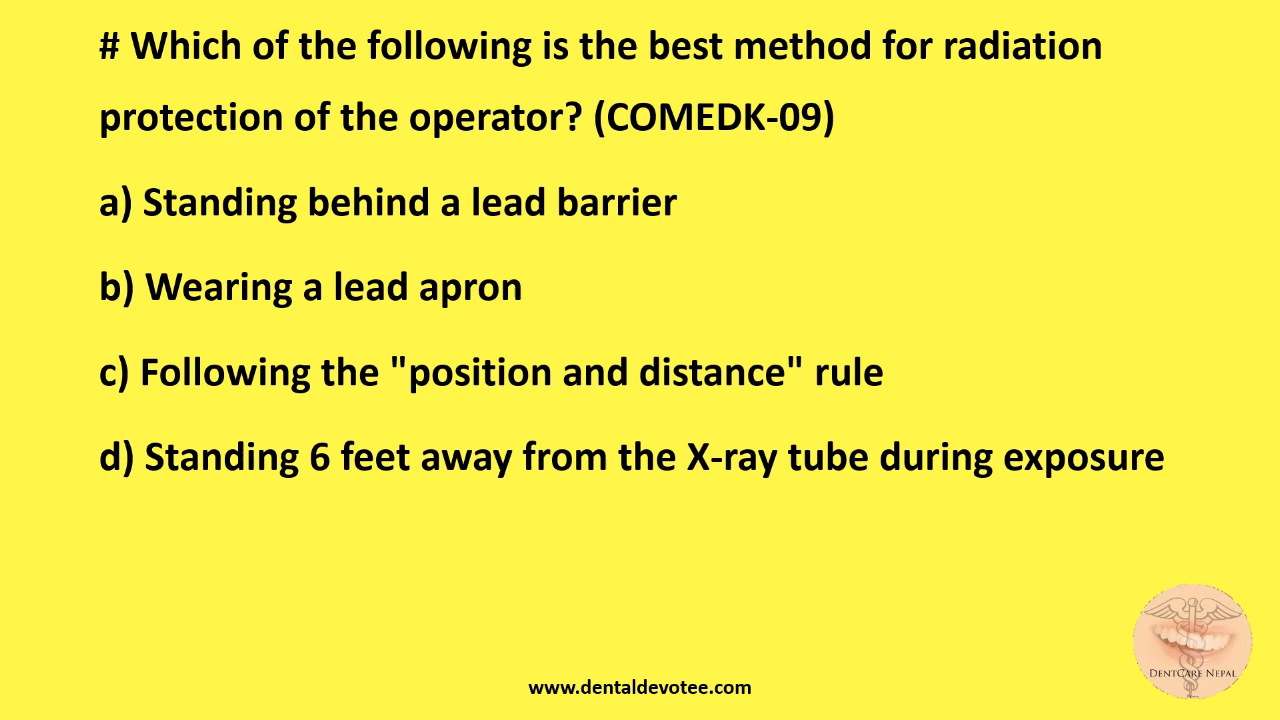 # Which of the following is the best method for radiation
protection of the operator? (COMEDK-09)
a) Standing behind a lead barrier
b) Wearing a lead apron
c) Following the "position and distance" rule
d) Standing 6 feet away from the X-ray tube during exposure
DENTCARE NEPAL
www.dentaldevotee.com